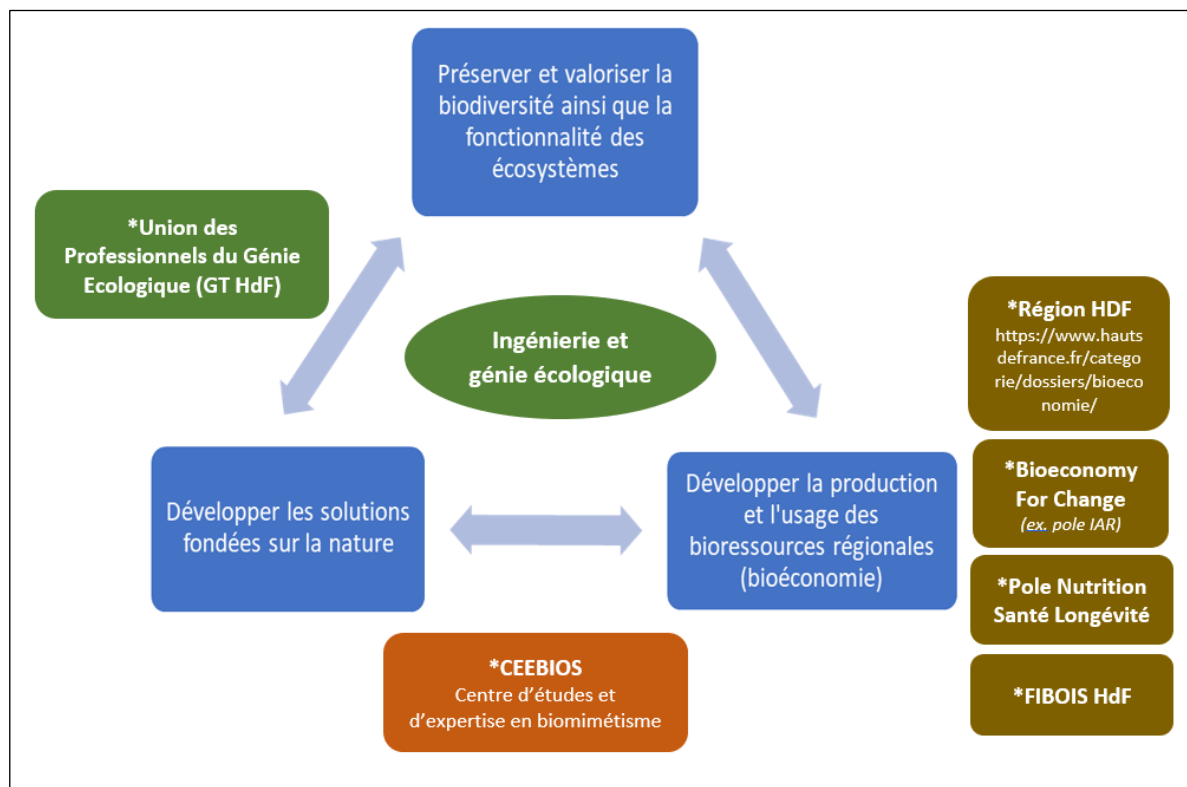 Préserver et valoriser la
biodiversité ainsi que la
fonctionnalité des
écosystèmes
*Union des
Professionnels du Génie
Ecologique (GT HdF)
Ingénierie et
génie écologique
*Région HDF
https://www.hauts
defrance.fr/catego
rie/dossiers/bioeco
nomie/
*Bioeconomy
For Change
(ex. pole IAR)
*Pole Nutrition
Santé Longévité
*FIBOIS HdF
Développer les solutions
fondées sur la nature
Développer la production
et l'usage des
bioressources régionales
(bioéconomie)
*CEEBIOS
Centre d’études et
d’expertise en biomimétisme